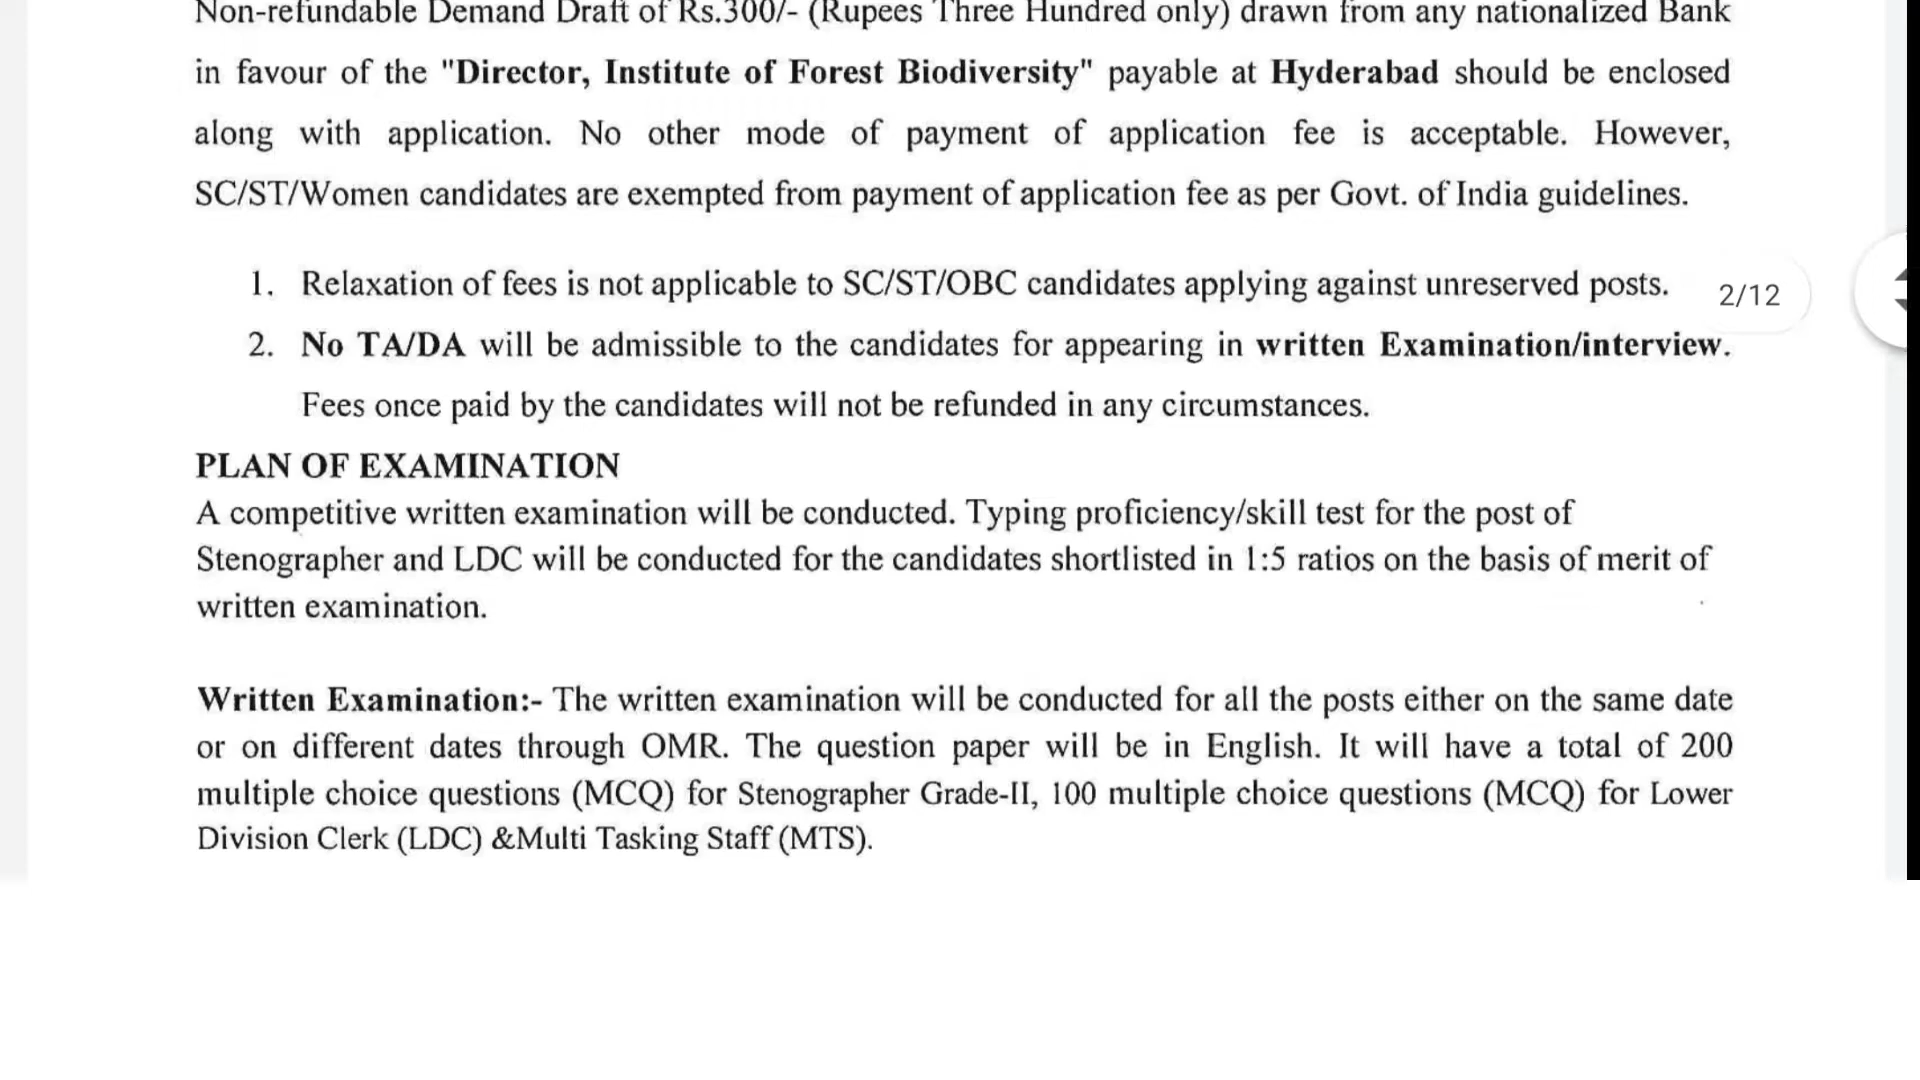 Non-refundable Demand Draft of Rs.300/- (Rupees Three Hundred only) drawn from any nationalized Bank
in favour of the "Director, Institute of Forest Biodiversity" payable at Hyderabad should be enclosed
along with application. No other mode of payment of application fee is acceptable. However,
SC/ST/Women candidates are exempted from payment of application fee as per Govt. of India guidelines.
1. Relaxation of fees is not applicable to SC/ST/OBC candidates applying against unreserved posts.
2/12
2. No TA/DA will be admissible to the candidates for appearing in written Examination/interview.
Fees once paid by the candidates will not be refunded in any circumstances.
PLAN OF EXAMINATION
A competitive written examination will be conducted. Typing proficiency/skill test for the post of
Stenographer and LDC will be conducted for the candidates shortlisted in 1:5 ratios on the basis of merit of
written examination.
Written Examination:- The written examination will be conducted for all the posts either on the same date
or on different dates through OMR. The question paper will be in English. It will have a total of 200
multiple choice questions (MCQ) for Stenographer Grade-II, 100 multiple choice questions (MCQ) for Lower
Division Clerk (LDC) &Multi Tasking Staff (MTS).